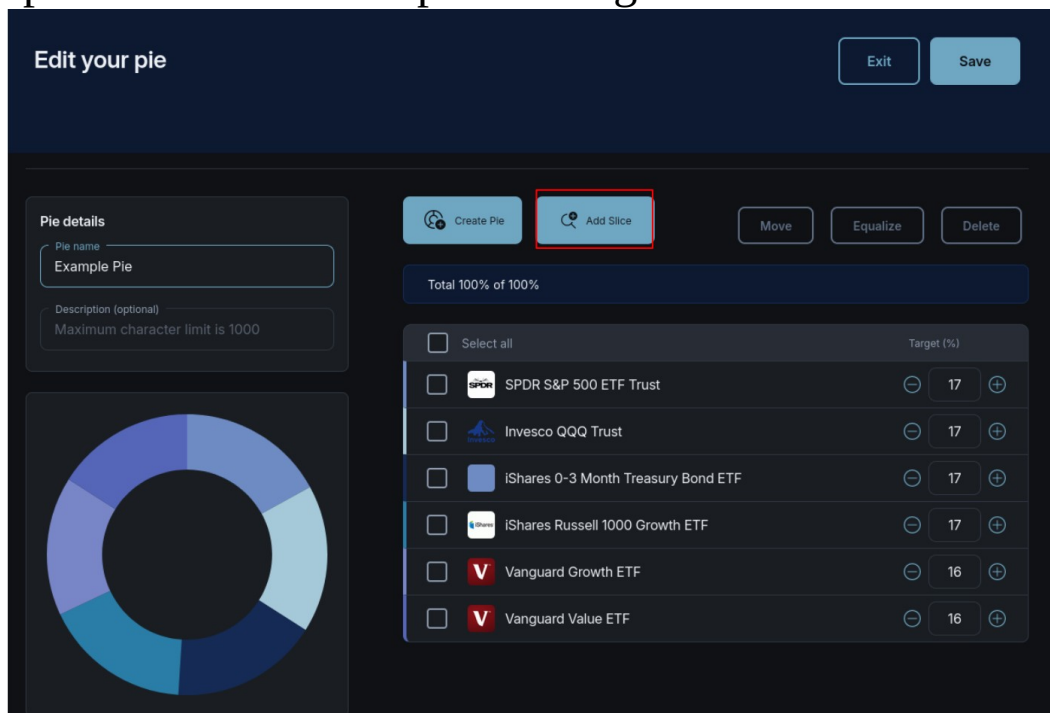 Edit your pie
Exit
Save
Pie details
Pie name
Example Pie
Description (optional)
Maximum character limit is 1000
Create Pie
Add Slice
Move
Equalize
Delete
Total 100% of 100%
Select all
Target (%)
SPDR
SPDR S&P 500 ETF Trust
17
Invesco
Invesco QQQ Trust
17
iShares 0-3 Month Treasury Bond ETF
17
iShares
iShares Russell 1000 Growth ETF
17
V
Vanguard Growth ETF
16
V
Vanguard Value ETF
16